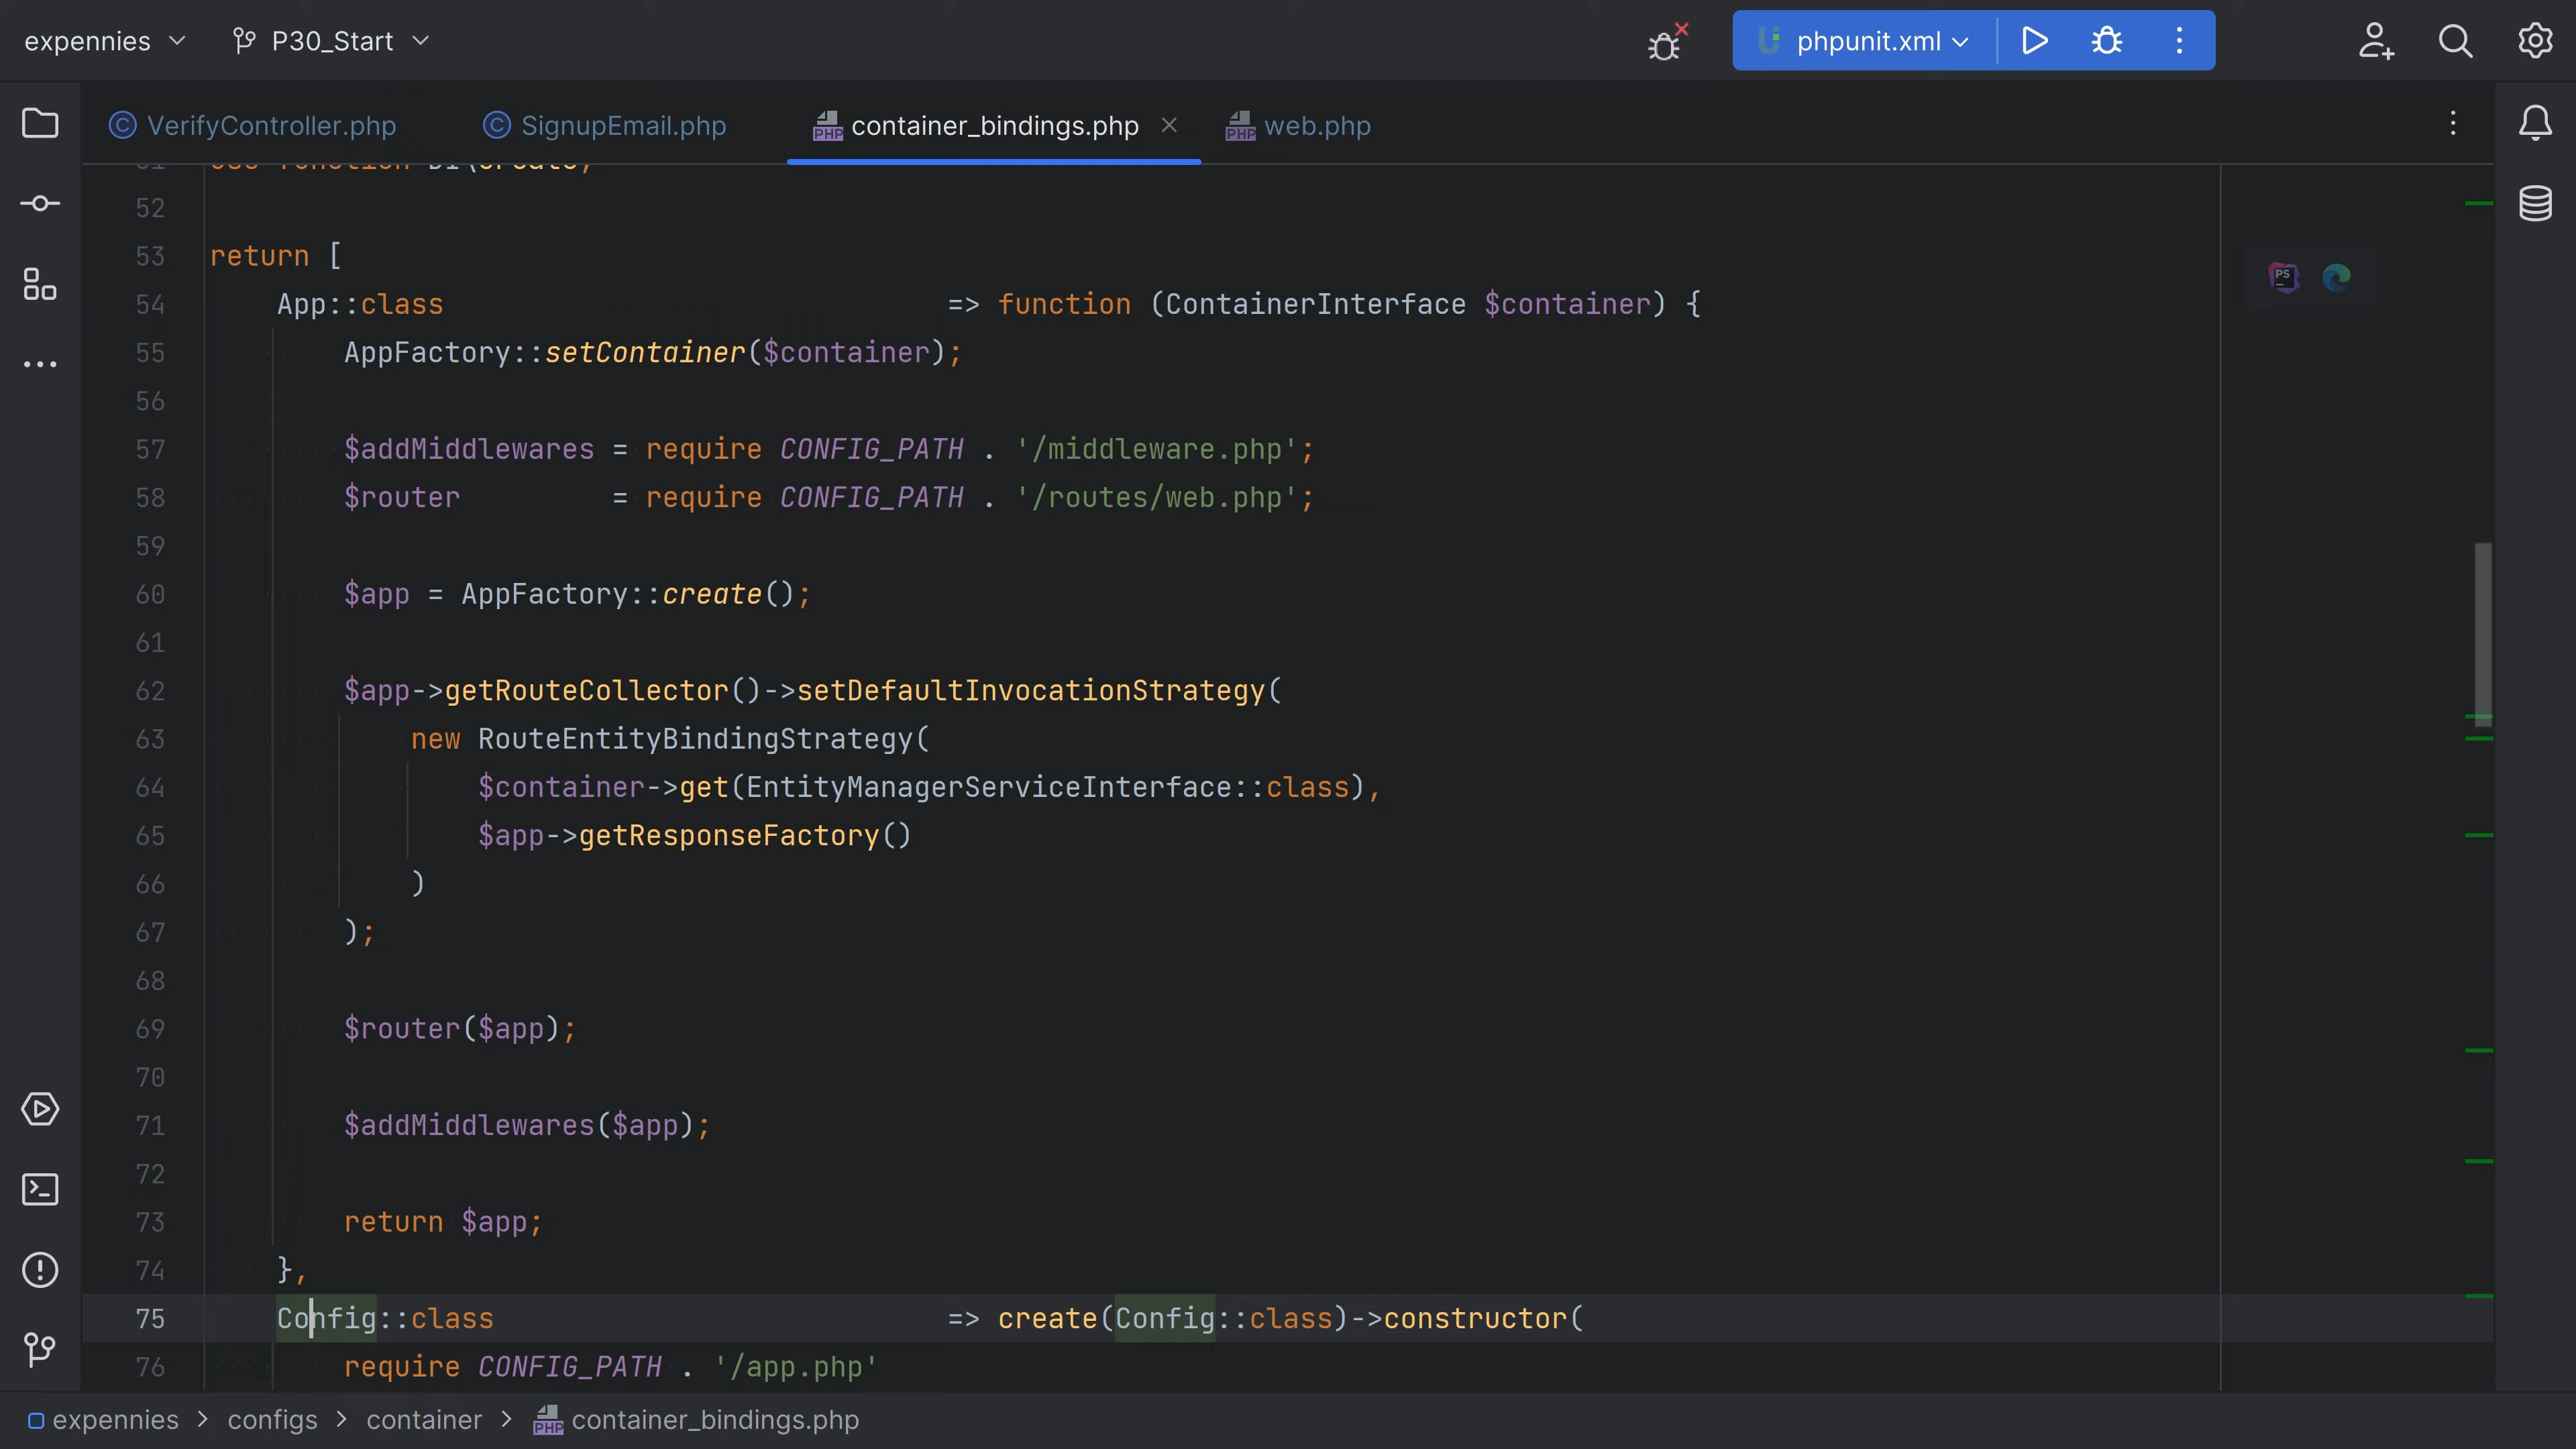 expennies P30_Start phpunit.xml
VerifyController.php SignupEmail.php container_bindings.php web.php
52
53 return [
54 App::class => function (ContainerInterface $container) {
55 AppFactory::setContainer($container);
56
57 $addMiddlewares = require CONFIG_PATH . '/middleware.php';
58 $router = require CONFIG_PATH . '/routes/web.php';
59
60 $app = AppFactory::create();
61
62 $app->getRouteCollector()->setDefaultInvocationStrategy(
63 new RouteEntityBindingStrategy(
64 $container->get(EntityManagerServiceInterface::class),
65 $app->getResponseFactory()
66 )
67 );
68
69 $router($app);
70
71 $addMiddlewares($app);
72
73 return $app;
74 },
75 Config::class => create(Config::class)->constructor(
76 require CONFIG_PATH . '/app.php'
expennies > configs > container > container_bindings.php